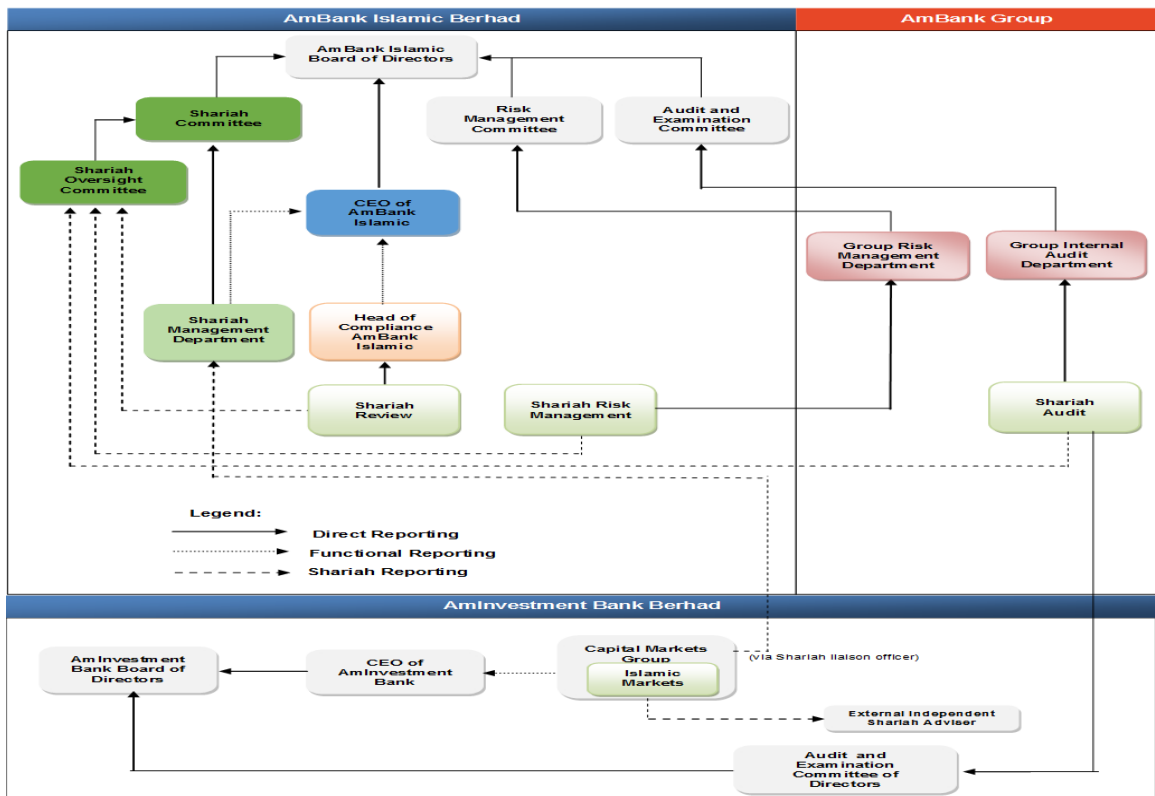 AmBank Islamic Berhad
AmBank Group
AmBank Islamic
Board of Directors
Shariah
Committee
Risk
Management
Committee
Audit and
Examination
Committee
Shariah
Oversight
Committee
CEO of
AmBank
Islamic
Group Risk
Management
Department
Group Internal
Audit
Department
Shariah
Management
Department
Head of
Compliance
AmBank
Islamic
Shariah
Review
Shariah Risk
Management
Shariah
Audit
Legend:
Direct Reporting
Functional Reporting
Shariah Reporting
AmInvestment Bank Berhad
AmInvestment
Bank Board of
Directors
CEO of
AmInvestment
Bank
Capital Markets
Group
Islamic
Markets
(via Shariah liaison officer)
External Independent
Shariah Adviser
Audit and
Examination
Committee of
Directors